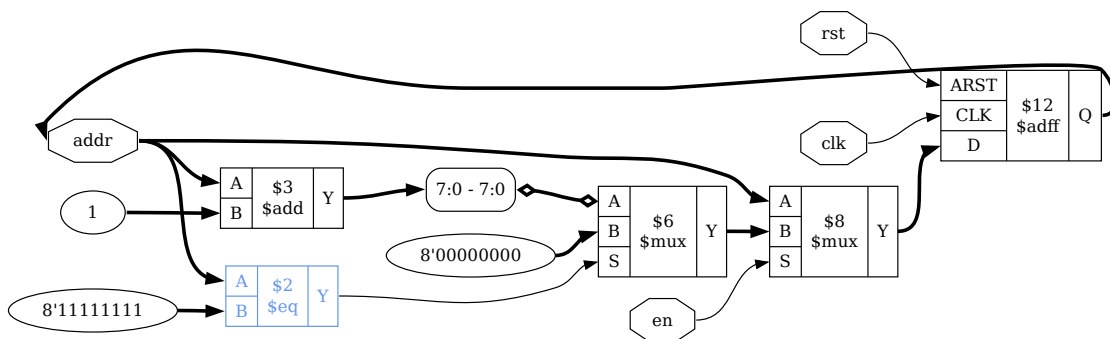 rst
ARST
CLK
D
$12
$adff
Q
clk
addr
A
B
$3
$add
Y
1
7:0 - 7:0
A
B
S
$6
$mux
Y
A
B
S
$8
$mux
Y
8'00000000
8'11111111
A
B
$2
$eq
Y
en